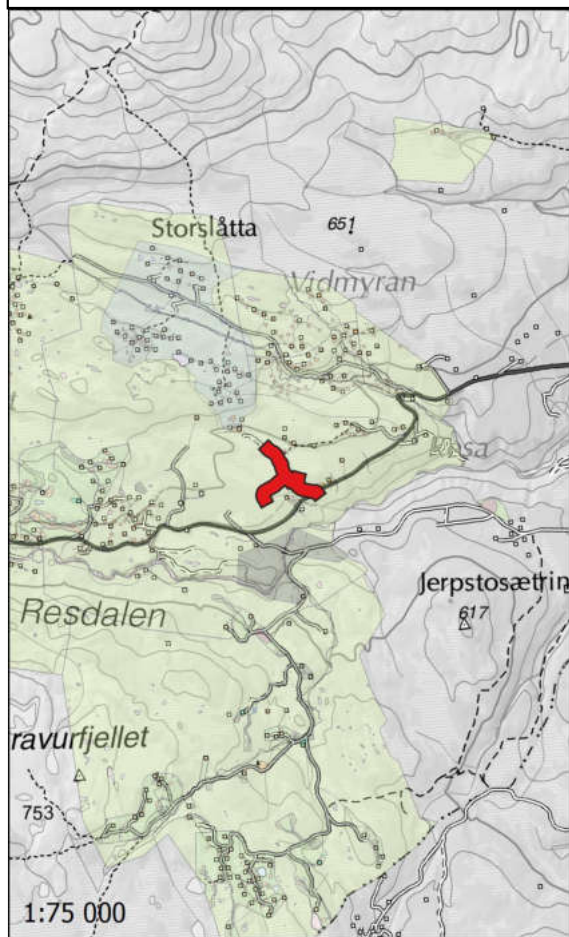 Storslåtta
651
Vidmyran
Resdalen
Jerpstosætrin
617
ravurfjellet
753
1:75 000